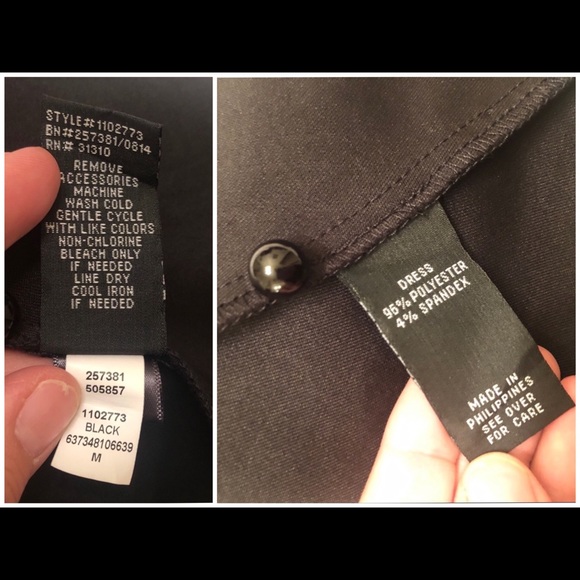 STYLE#1102773
BN#257381/0814
RN# 31310
REMOVE
ACCESSORIES
MACHINE
WASH COLD
GENTLE CYCLE
WITH LIKE COLORS
NON-CHLORINE
BLEACH ONLY
IF NEEDED
LINE DRY
COOL IRON
IF NEEDED
257381
505857
1102773
BLACK
637348106639
M
DRESS
96% POLYESTER
4% SPANDEX
MADE IN
PHILIPPINES
SEE OVER
FOR CARE